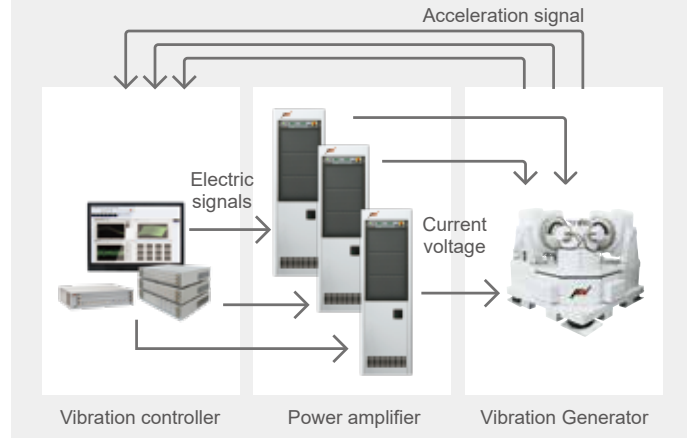 Acceleration signal
Electric
signals
Current
voltage
Vibration controller
Power amplifier
Vibration Generator